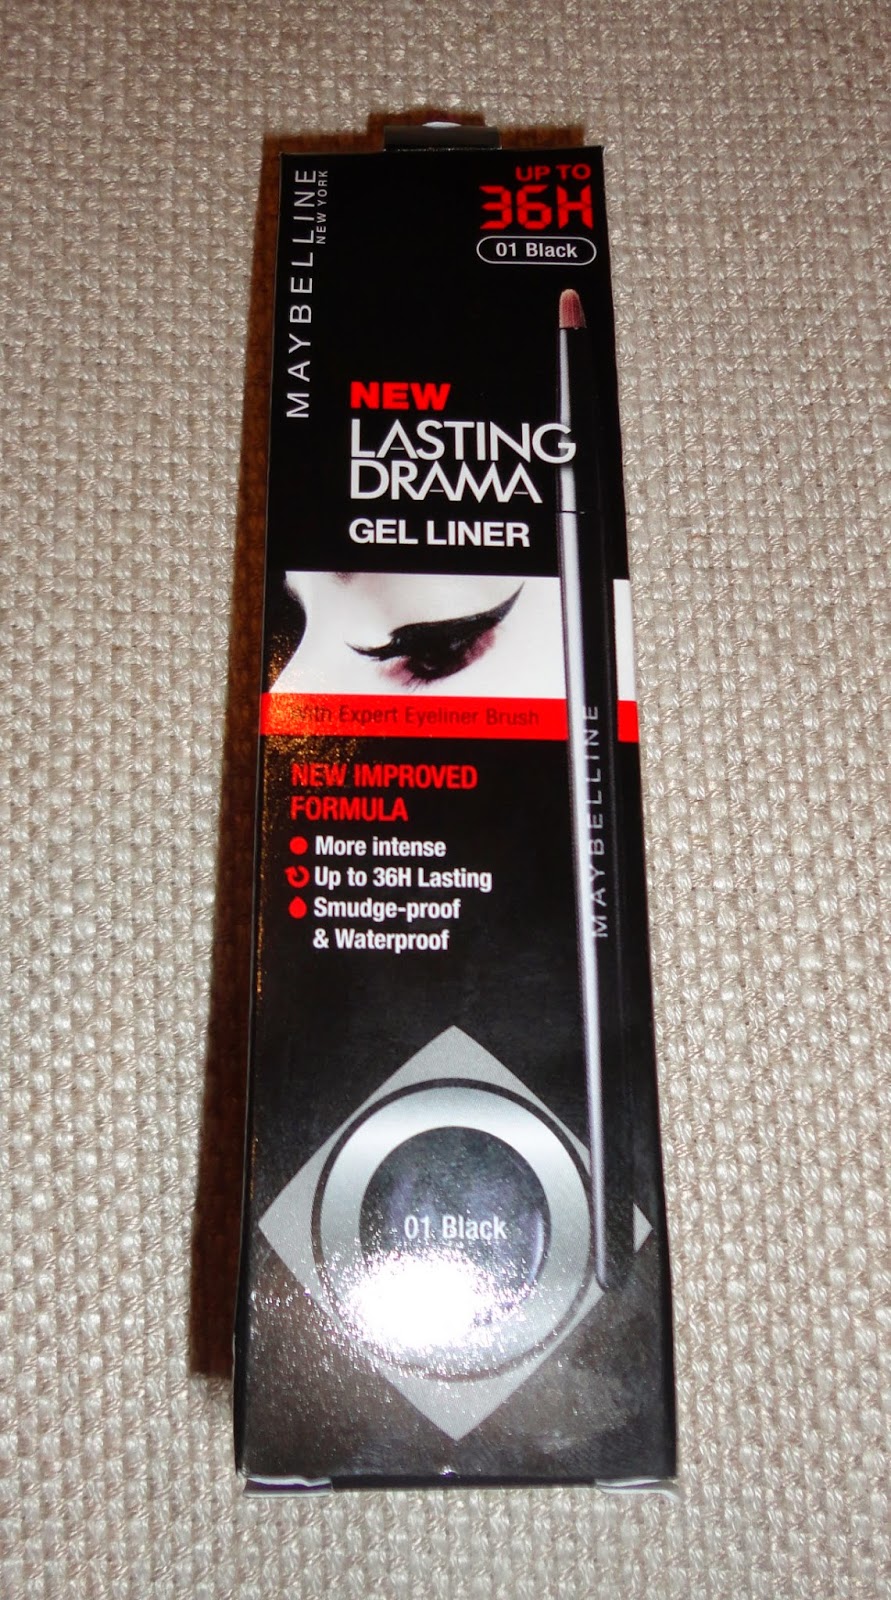 MAYBELLINE
NEW YORK
UP TO
36H
01 Black
NEW
LASTING
DRAMA
GEL LINER
With Expert Eyeliner Brush
NEW IMPROVED
FORMULA
More intense
Up to 36H Lasting
Smudge-proof
& Waterproof
MAYBELLINE
01 Black